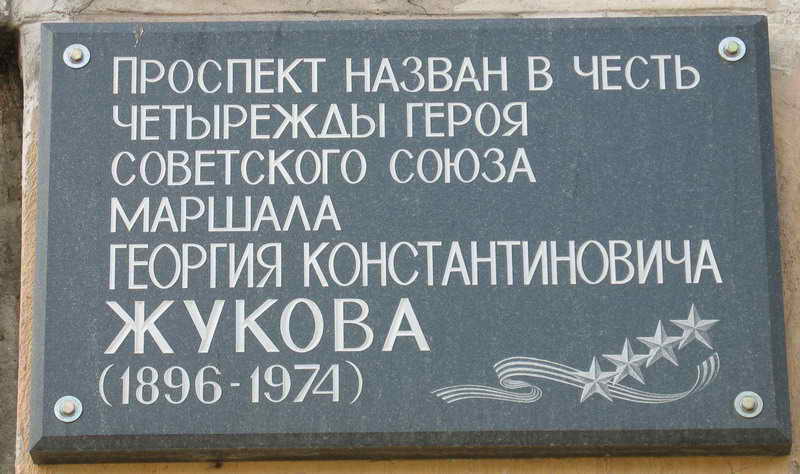 ПРОСПЕКТ НАЗВАН В ЧЕСТЬ
ЧЕТЫРЕЖДЫ ГЕРОЯ
СОВЕТСКОГО СОЮЗА
МАРШАЛА
ГЕОРГИЯ КОНСТАНТИНОВИЧА
ЖУКОВА
(1896-1974)